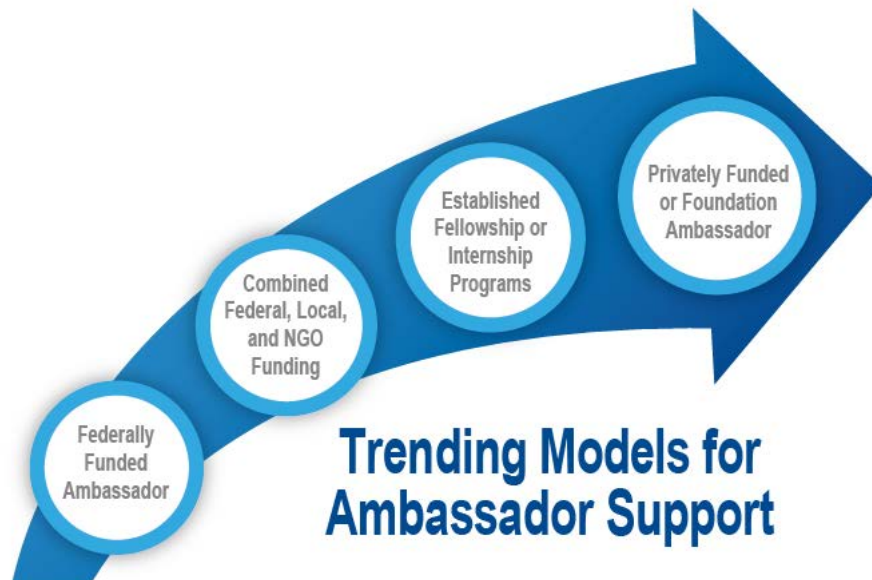 Federally
Funded
Ambassador
Combined
Federal, Local,
and NGO
Funding
Established
Fellowship or
Internship
Programs
Privately Funded
or Foundation
Ambassador
Trending Models for
Ambassador Support